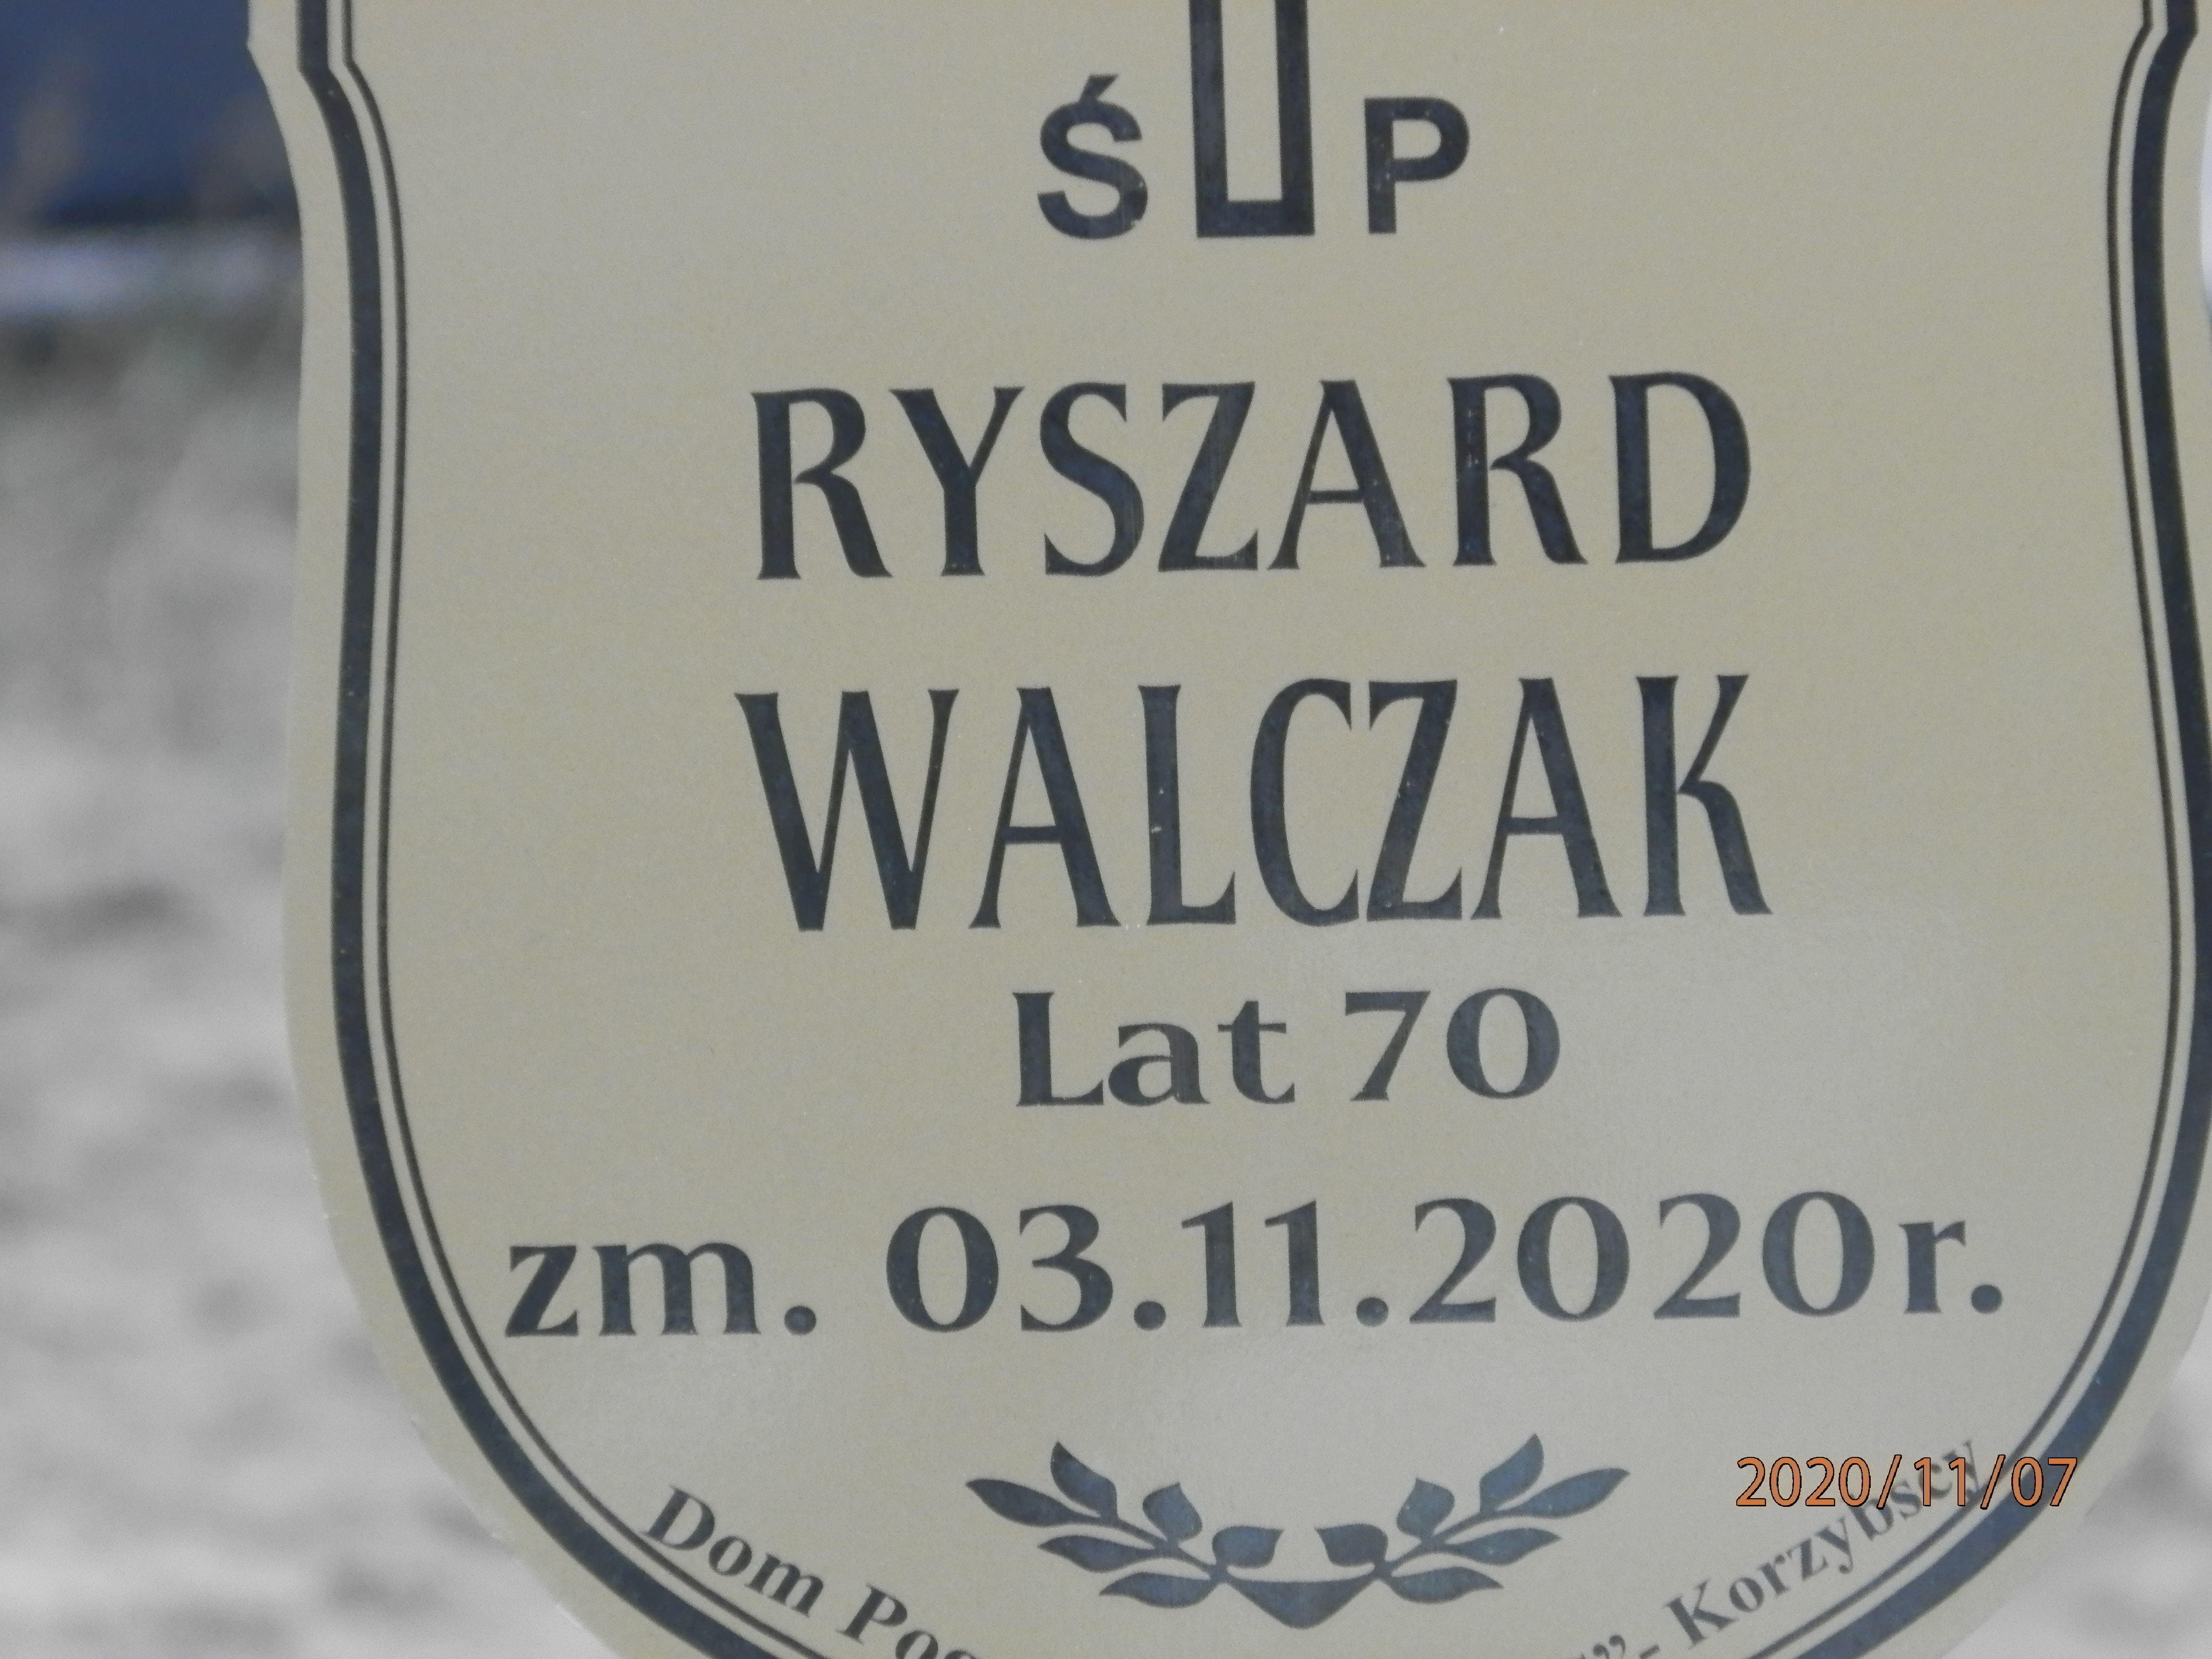 Ś P
RYSZARD
WALCZAK
Lat 70
zm. 03.11.2020r.
Dom
- Korzybscy
2020/11/07